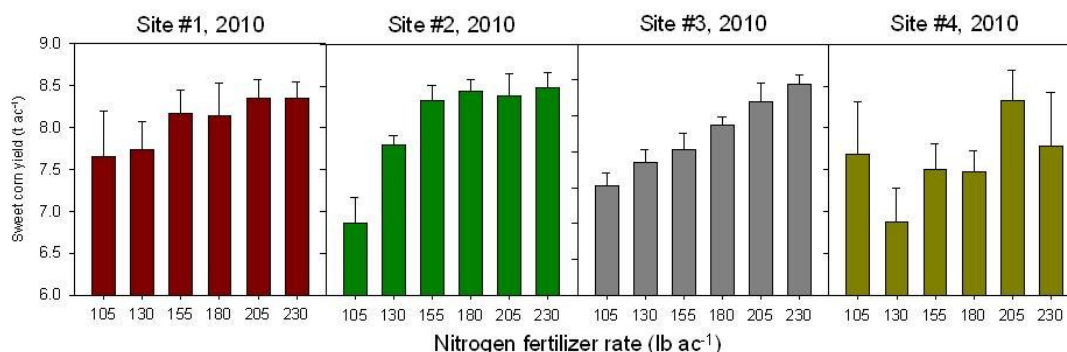 Site #1, 2010 Site #2, 2010 Site #3, 2010 Site #4, 2010
9.0
8.5
8.0
7.5
7.0
6.5
6.0
Sweet corn yield (t ac⁻¹)
105 130 155 180 205 230 105 130 155 180 205 230 105 130 155 180 205 230 105 130 155 180 205 230
Nitrogen fertilizer rate (lb ac⁻¹)